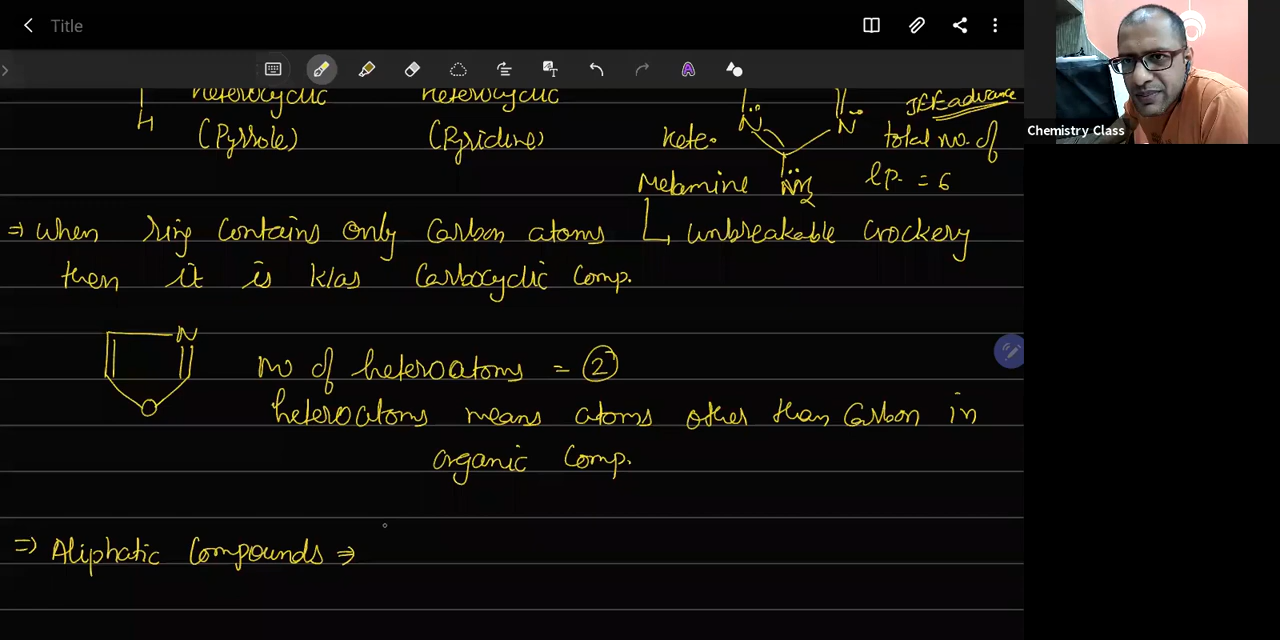 Title
heterocyclic heterocyclic JEE advance
H (Pyrrole) (Pyridine) Hete. N N total no. of
Melamine NH2 l.p. = 6
Chemistry Class
⇒ When ring contains only Carbon atoms ↳ unbreakable crockery
then it is k/as Carbocyclic Comp.
N
O
no of heteroatoms = 2
heteroatoms means atoms other than Carbon in
organic Comp.
⇒ Aliphatic Compounds ⇒